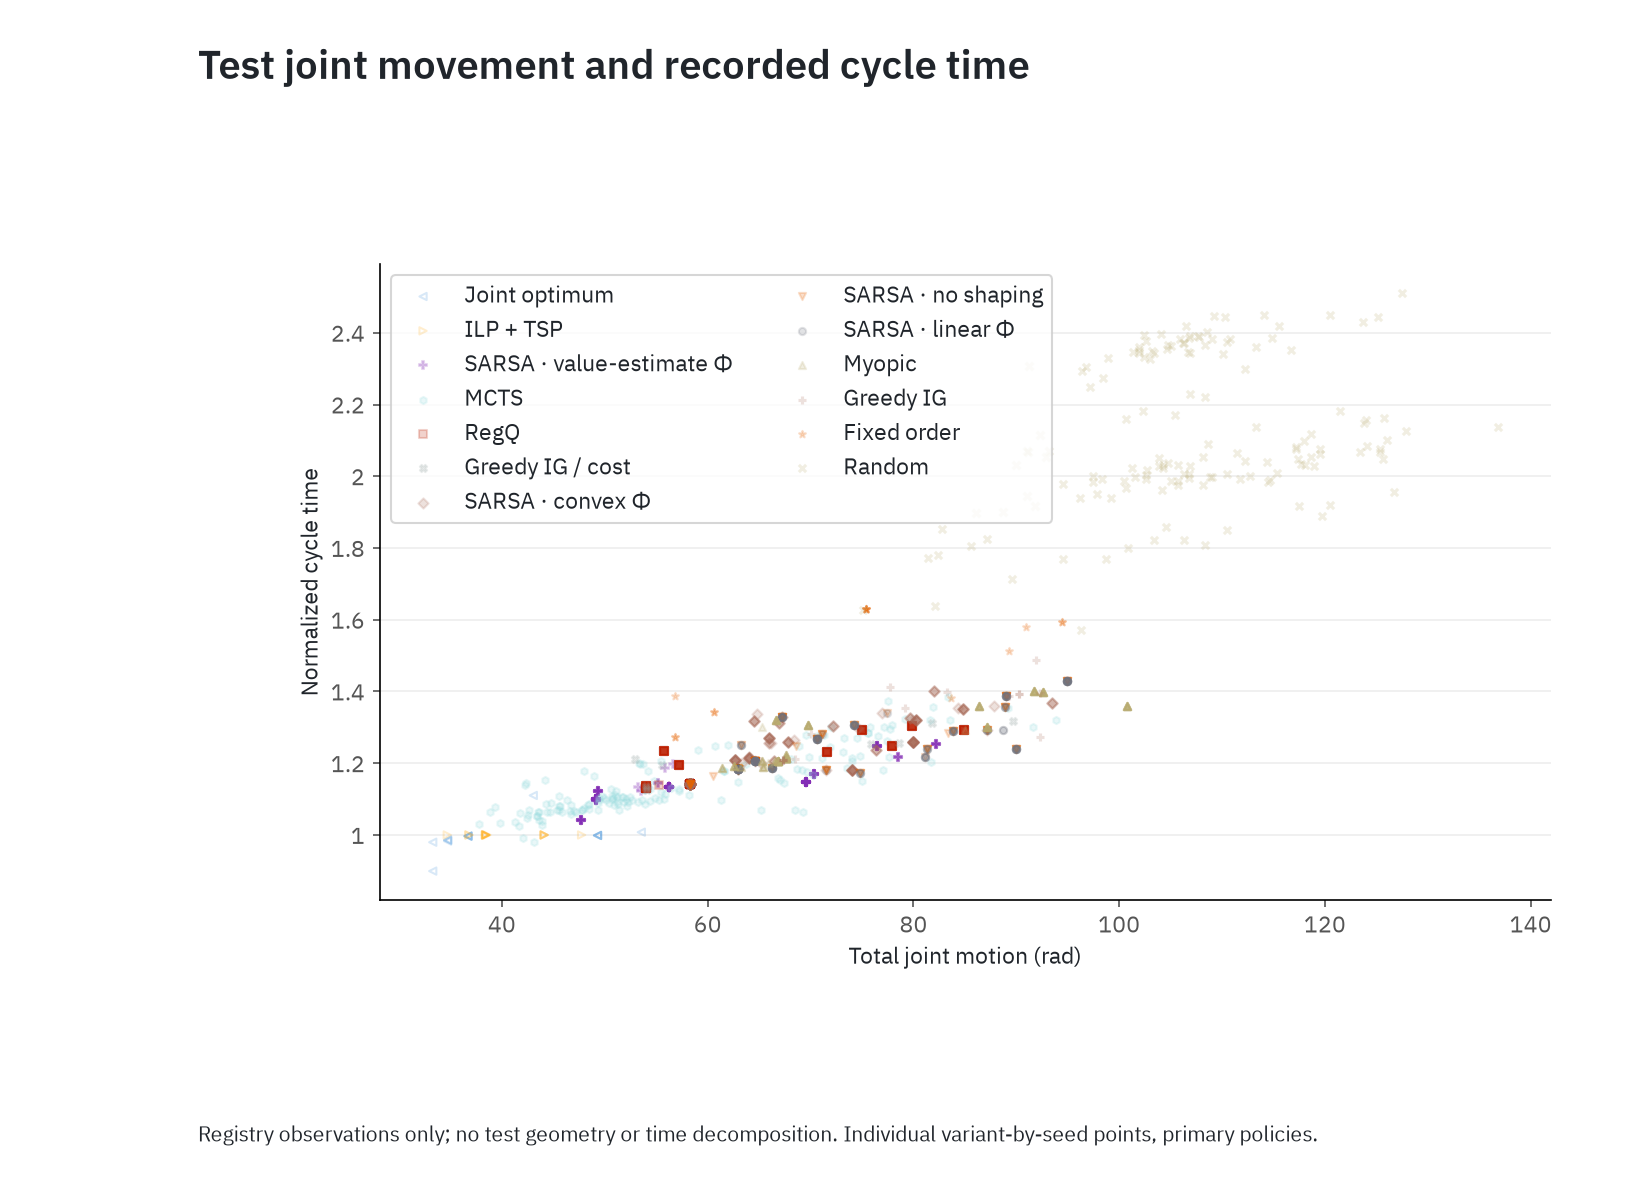 Test joint movement and recorded cycle time
Joint optimum
ILP + TSP
SARSA · value-estimate Φ
MCTS
RegQ
Greedy IG / cost
SARSA · convex Φ
SARSA · no shaping
SARSA · linear Φ
Myopic
Greedy IG
Fixed order
Random
Normalized cycle time
2.4
2.2
2
1.8
1.6
1.4
1.2
1
40
60
80
100
120
140
Total joint motion (rad)
Registry observations only; no test geometry or time decomposition. Individual variant-by-seed points, primary policies.